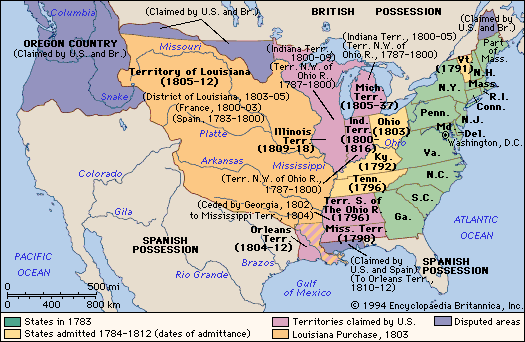 Columbia
(Claimed by U.S. and Br.)
BRITISH POSSESSION
(Claimed by
U.S. and Br.)
OREGON COUNTRY
(Claimed by U.S. and Br.)
Missouri
(Indiana Terr.,
1800-09)
(Terr. N.W. of
Ohio R.,
1787-1800)
(Indiana Terr., 1800-05)
(Terr. N.W. of Ohio R.,
1787-1800)
Part of
Mass.
Vt.
(1791)
N.H.
Mass.
Territory of Louisiana
(1805-12)
Mich.
Terr.
(1805-37)
N.Y.
R.I.
Conn.
Snake
(District of Louisiana, 1803-05)
(France, 1800-03)
(Spain, 1783-1800)
Penn.
N.J.
Ind.
Terr.
(1800-
1816)
Ohio
(1803)
Md.
Del.
Washington, D.C.
Platte
Illinois
Terr.
(1809-18)
Ohio
Ky.
(1792)
Va.
Arkansas
Mississippi
Colorado
(Terr. N.W. of Ohio R.,
1787-1800)
Tenn.
(1796)
N.C.
Gila
(Ceded by Georgia, 1802,
to Mississippi Terr., 1804)
Terr. S. of
The Ohio R.
(1796)
S.C.
Miss. Terr.
(1798)
Ga.
ATLANTIC
OCEAN
SPANISH
POSSESSION
Orleans
Terr.
(1804-12)
PACIFIC
OCEAN
Brazos
(Claimed by
U.S. and Spain)
(To Orleans Terr.,
1810-12)
SPANISH
POSSESSION
Rio Grande
Gulf
of Mexico
0 500 mi
0 800 km
© 1994 Encyclopaedia Britannica, Inc.
States in 1783
Territories claimed by U.S.
Disputed areas
States admitted 1784-1812 (dates of admittance)
Louisiana Purchase, 1803